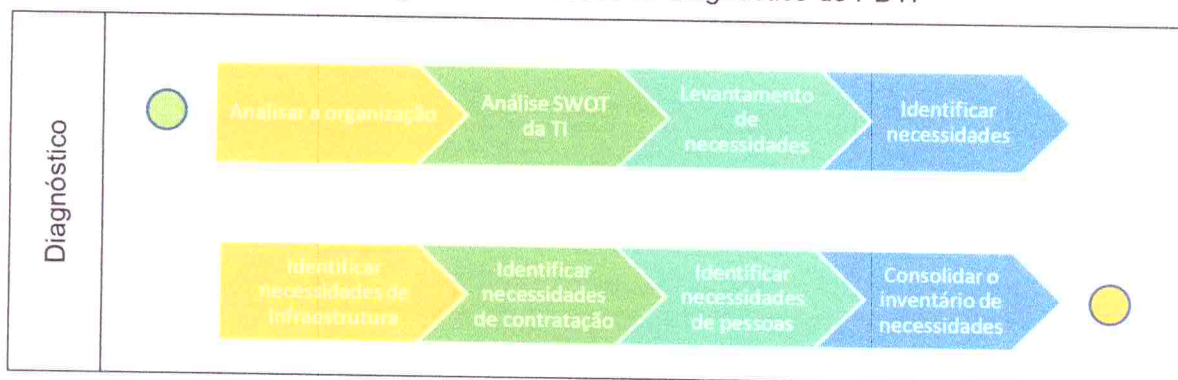 Diagnóstico
Analisar a organização
Análise SWOT
da TI
Levantamento
de
necessidades
Identificar
necessidades
Identificar
necessidades de
Infraestrutura
Identificar
necessidades
de contratação
Identificar
necessidades
de pessoas
Consolidar o
inventário de
necessidades